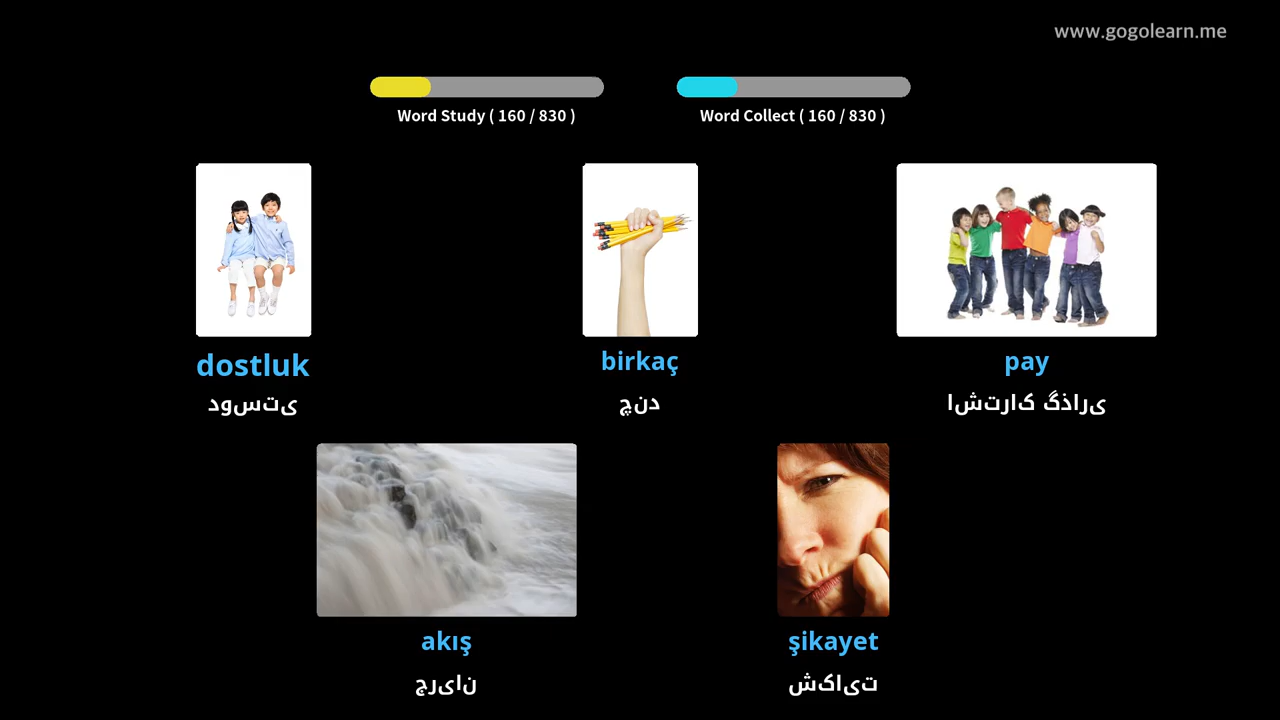 www.gogolearn.me
Word Study ( 160 / 830 )
Word Collect ( 160 / 830 )
dostluk
دوستی
birkaç
چند
pay
اشتراک گذاری
akış
جریان
şikayet
شکایت